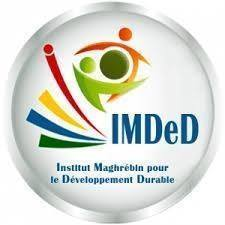 IMDeD
Institut Maghrébin pour
le Développement Durable